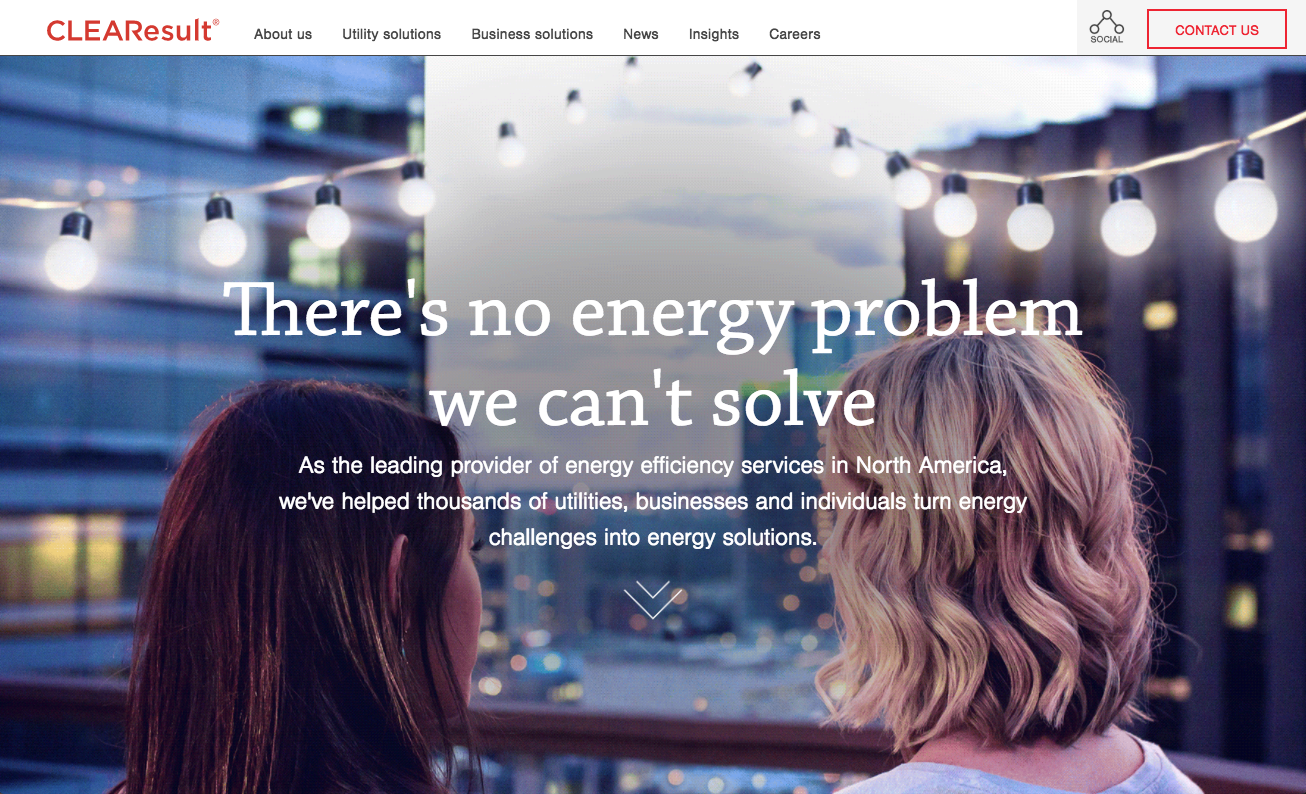 CLEAResult®
About us
Utility solutions
Business solutions
News
Insights
Careers
SOCIAL
CONTACT US
There's no energy problem
we can't solve
As the leading provider of energy efficiency services in North America,
we've helped thousands of utilities, businesses and individuals turn energy
challenges into energy solutions.